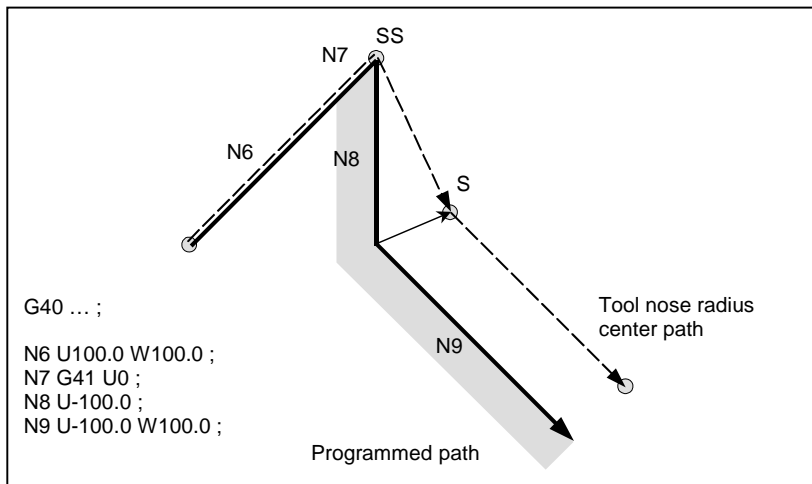 SS
N7
N6
N8
S
G40 … ;
Tool nose radius
center path
N9
N6 U100.0 W100.0 ;
N7 G41 U0 ;
N8 U-100.0 ;
N9 U-100.0 W100.0 ;
Programmed path